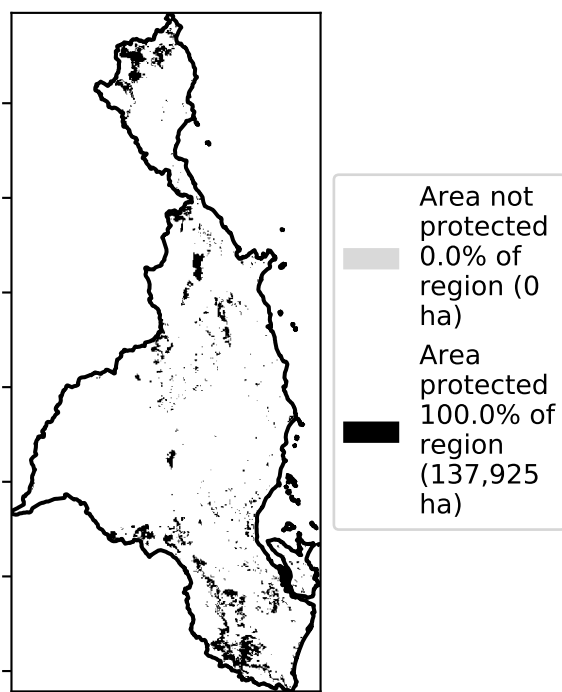 Area not
protected
0.0% of
region (0
ha)
Area
protected
100.0% of
region
(137,925
ha)